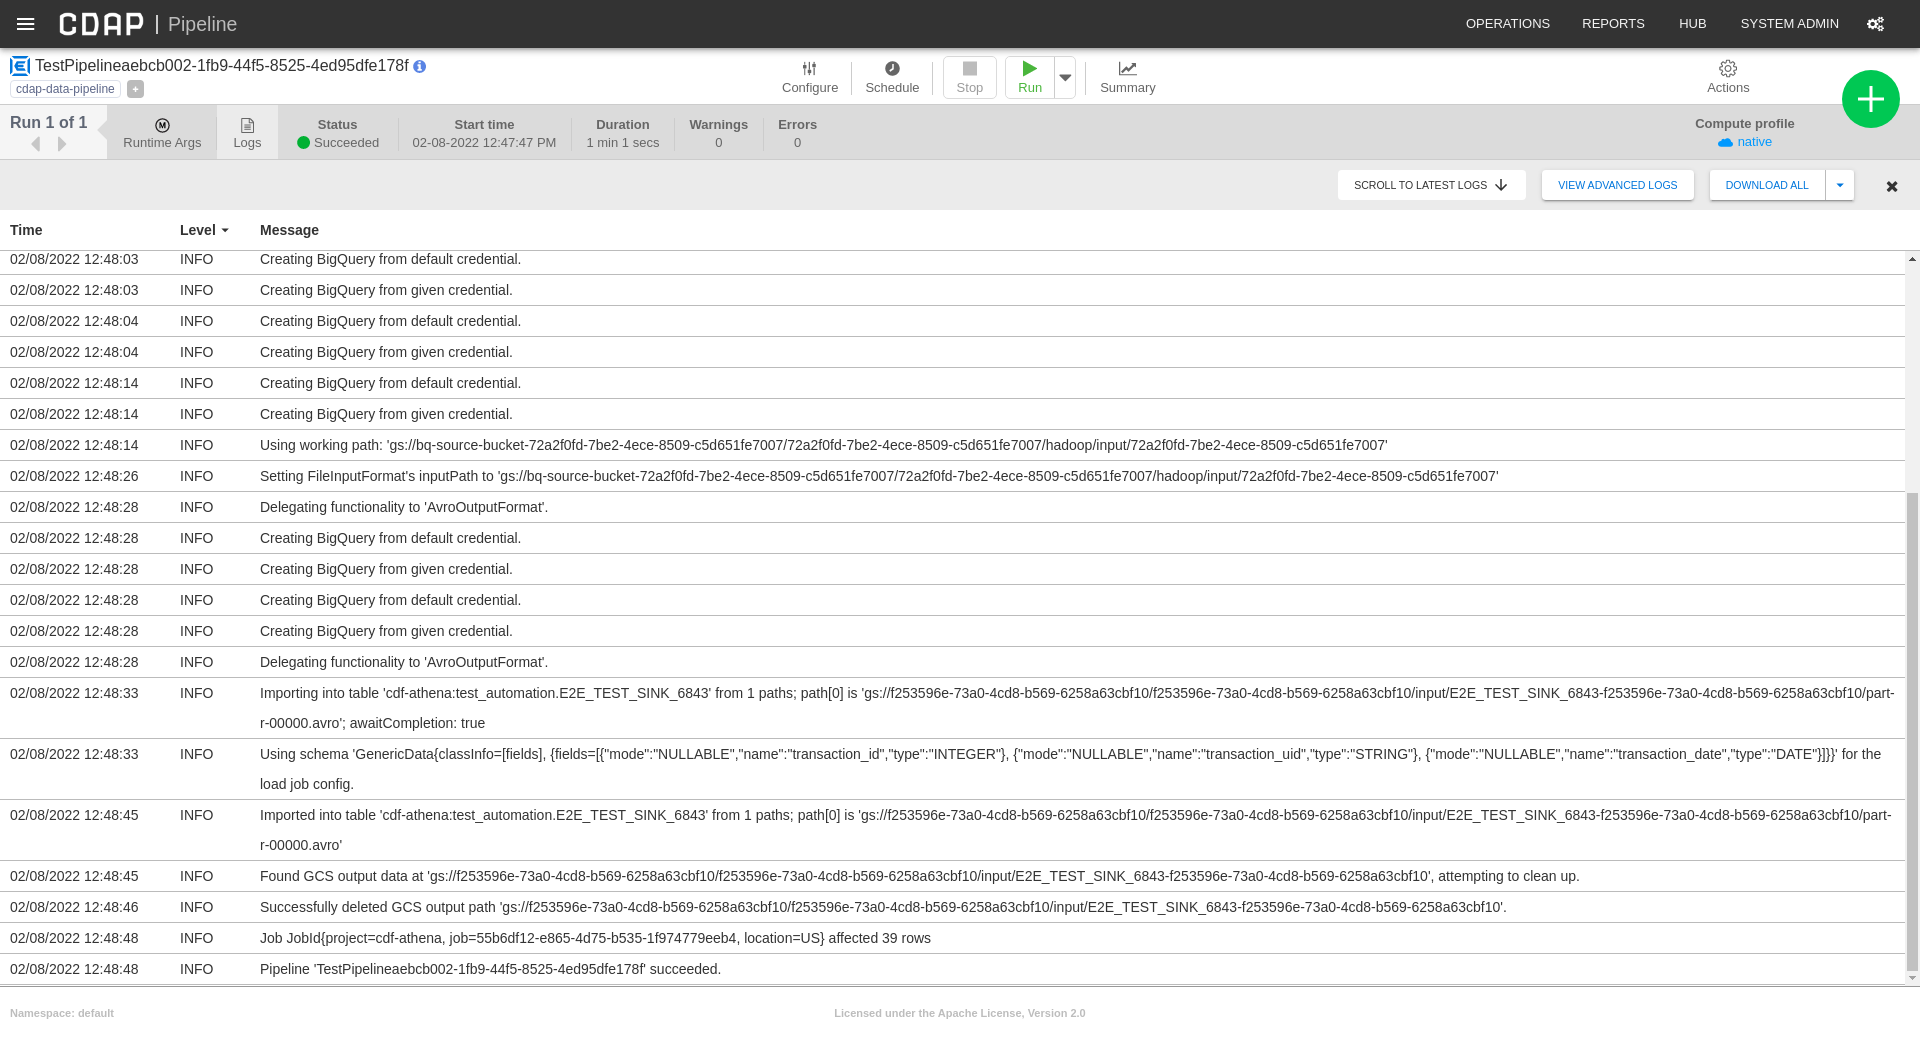 CDAP | Pipeline
OPERATIONS REPORTS HUB SYSTEM ADMIN
TestPipelineaebcb002-1fb9-44f5-8525-4ed95dfe178f
cdap-data-pipeline +
Configure Schedule Stop Run Summary Actions
Run 1 of 1
Runtime Args
Logs
Status
Succeeded
Start time
02-08-2022 12:47:47 PM
Duration
1 min 1 secs
Warnings
0
Errors
0
Compute profile
native
SCROLL TO LATEST LOGS VIEW ADVANCED LOGS DOWNLOAD ALL
Time Level Message
02/08/2022 12:48:03 INFO Creating BigQuery from default credential.
02/08/2022 12:48:03 INFO Creating BigQuery from given credential.
02/08/2022 12:48:04 INFO Creating BigQuery from default credential.
02/08/2022 12:48:04 INFO Creating BigQuery from given credential.
02/08/2022 12:48:14 INFO Creating BigQuery from default credential.
02/08/2022 12:48:14 INFO Creating BigQuery from given credential.
02/08/2022 12:48:14 INFO Using working path: 'gs://bq-source-bucket-72a2f0fd-7be2-4ece-8509-c5d651fe7007/72a2f0fd-7be2-4ece-8509-c5d651fe7007/hadoop/input/72a2f0fd-7be2-4ece-8509-c5d651fe7007'
02/08/2022 12:48:26 INFO Setting FileInputFormat's inputPath to 'gs://bq-source-bucket-72a2f0fd-7be2-4ece-8509-c5d651fe7007/72a2f0fd-7be2-4ece-8509-c5d651fe7007/hadoop/input/72a2f0fd-7be2-4ece-8509-c5d651fe7007'
02/08/2022 12:48:28 INFO Delegating functionality to 'AvroOutputFormat'.
02/08/2022 12:48:28 INFO Creating BigQuery from default credential.
02/08/2022 12:48:28 INFO Creating BigQuery from given credential.
02/08/2022 12:48:28 INFO Creating BigQuery from default credential.
02/08/2022 12:48:28 INFO Creating BigQuery from given credential.
02/08/2022 12:48:28 INFO Delegating functionality to 'AvroOutputFormat'.
02/08/2022 12:48:33 INFO Importing into table 'cdf-athena:test_automation.E2E_TEST_SINK_6843' from 1 paths; path[0] is 'gs://f253596e-73a0-4cd8-b569-6258a63cbf10/f253596e-73a0-4cd8-b569-6258a63cbf10/input/E2E_TEST_SINK_6843-f253596e-73a0-4cd8-b569-6258a63cbf10/part-
r-00000.avro'; awaitCompletion: true
02/08/2022 12:48:33 INFO Using schema 'GenericData{classInfo=[fields], {fields=[{"mode":"NULLABLE","name":"transaction_id","type":"INTEGER"}, {"mode":"NULLABLE","name":"transaction_uid","type":"STRING"}, {"mode":"NULLABLE","name":"transaction_date","type":"DATE"}]}}' for the
load job config.
02/08/2022 12:48:45 INFO Imported into table 'cdf-athena:test_automation.E2E_TEST_SINK_6843' from 1 paths; path[0] is 'gs://f253596e-73a0-4cd8-b569-6258a63cbf10/f253596e-73a0-4cd8-b569-6258a63cbf10/input/E2E_TEST_SINK_6843-f253596e-73a0-4cd8-b569-6258a63cbf10/part-
r-00000.avro'
02/08/2022 12:48:45 INFO Found GCS output data at 'gs://f253596e-73a0-4cd8-b569-6258a63cbf10/f253596e-73a0-4cd8-b569-6258a63cbf10/input/E2E_TEST_SINK_6843-f253596e-73a0-4cd8-b569-6258a63cbf10', attempting to clean up.
02/08/2022 12:48:46 INFO Successfully deleted GCS output path 'gs://f253596e-73a0-4cd8-b569-6258a63cbf10/f253596e-73a0-4cd8-b569-6258a63cbf10/input/E2E_TEST_SINK_6843-f253596e-73a0-4cd8-b569-6258a63cbf10'.
02/08/2022 12:48:48 INFO Job JobId{project=cdf-athena, job=55b6df12-e865-4d75-b535-1f974779eeb4, location=US} affected 39 rows
02/08/2022 12:48:48 INFO Pipeline 'TestPipelineaebcb002-1fb9-44f5-8525-4ed95dfe178f' succeeded.
Namespace: default Licensed under the Apache License, Version 2.0